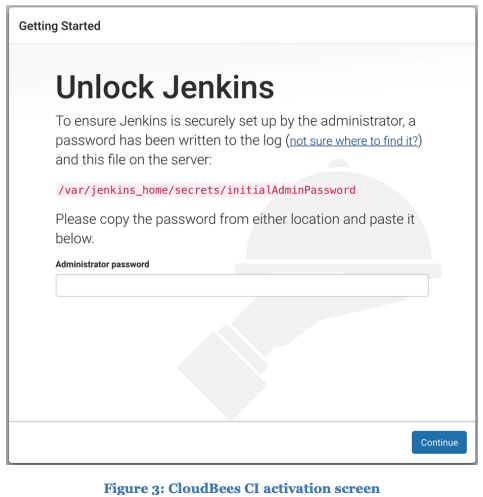 Getting Started
Unlock Jenkins
To ensure Jenkins is securely set up by the administrator, a
password has been written to the log (not sure where to find it?)
and this file on the server:
/var/jenkins_home/secrets/initialAdminPassword
Please copy the password from either location and paste it
below.
Administrator password
Continue
Figure 3: CloudBees CI activation screen